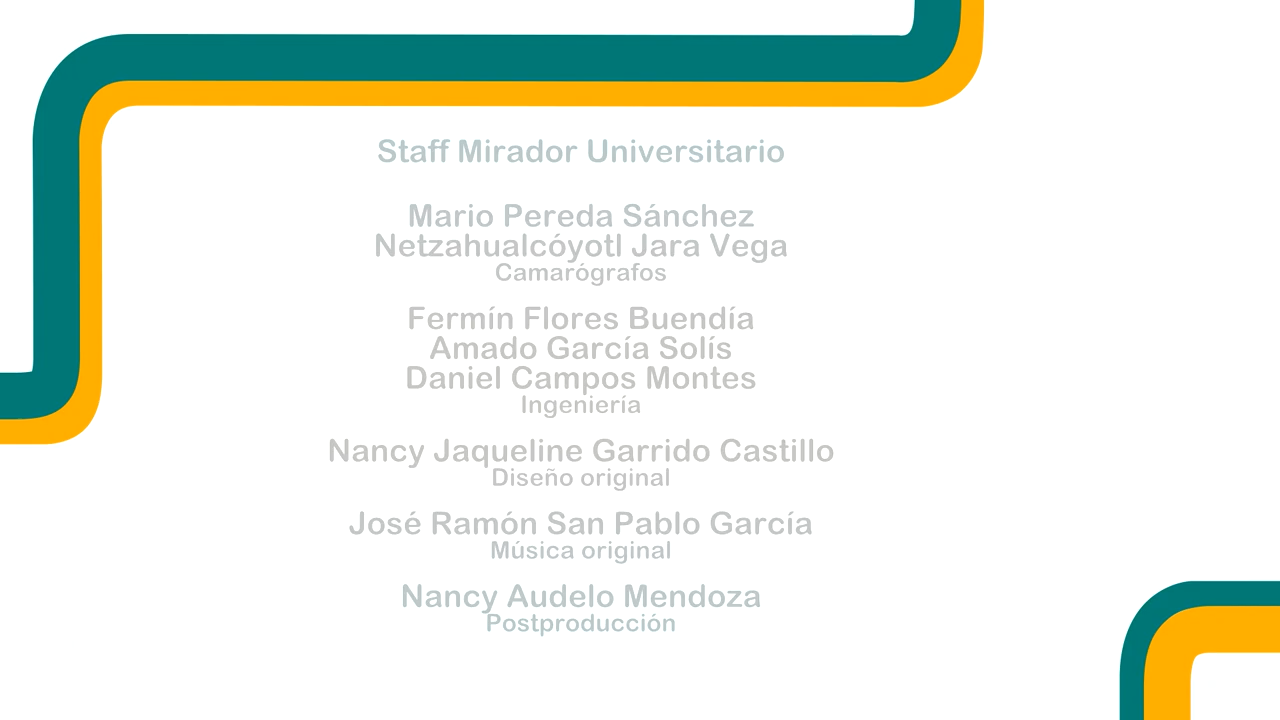 Staff Mirador Universitario
Mario Pereda Sánchez
Netzahualcóyotl Jara Vega
Camarógrafos
Fermín Flores Buendía
Amado García Solís
Daniel Campos Montes
Ingeniería
Nancy Jaqueline Garrido Castillo
Diseño original
José Ramón San Pablo García
Música original
Nancy Audelo Mendoza
Postproducción